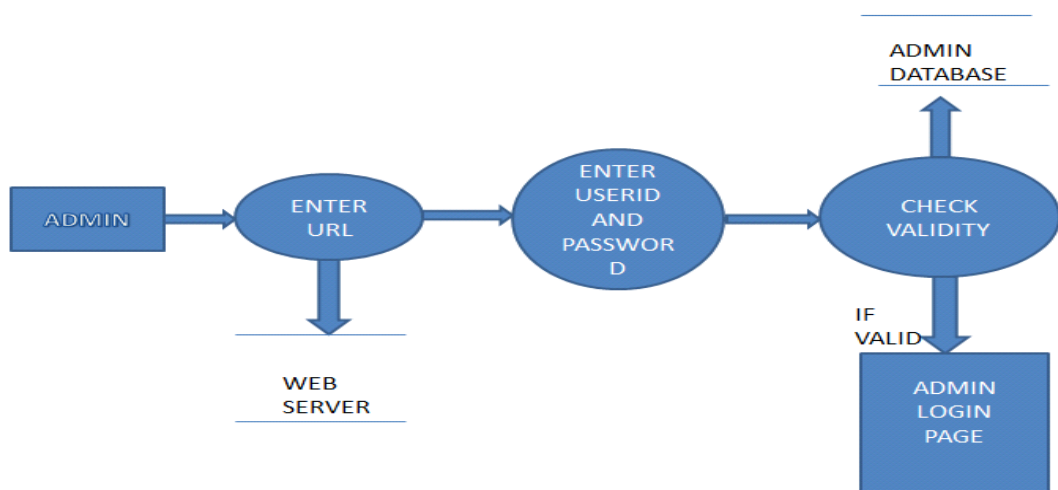 ADMIN
DATABASE
ADMIN
ENTER
URL
ENTER
USERID
AND
PASSWOR
D
CHECK
VALIDITY
WEB
SERVER
IF
VALID
ADMIN
LOGIN
PAGE